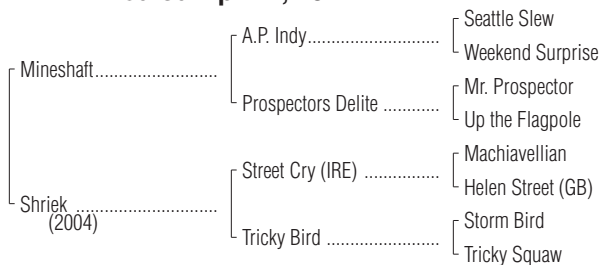 Seattle Slew
A.P. Indy
Weekend Surprise
Mineshaft
Mr. Prospector
Prospectors Delite
Up the Flagpole
Machiavellian
Street Cry (IRE)
Helen Street (GB)
Shriek
(2004)
Storm Bird
Tricky Bird
Tricky Squaw